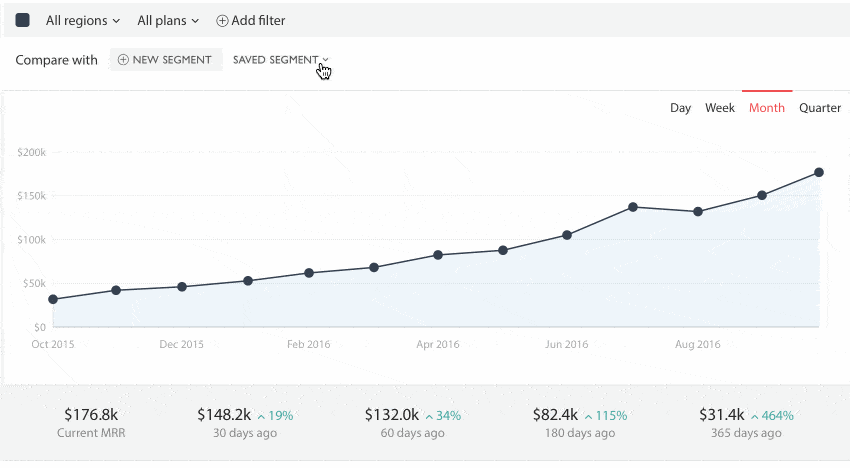 All regions All plans Add filter
Compare with NEW SEGMENT SAVED SEGMENT
Day Week Month Quarter
$200k
$150k
$100k
$50k
$0
Oct 2015 Dec 2015 Feb 2016 Apr 2016 Jun 2016 Aug 2016
$176.8k $148.2k 19% $132.0k 34% $82.4k 115% $31.4k 464%
Current MRR 30 days ago 60 days ago 180 days ago 365 days ago